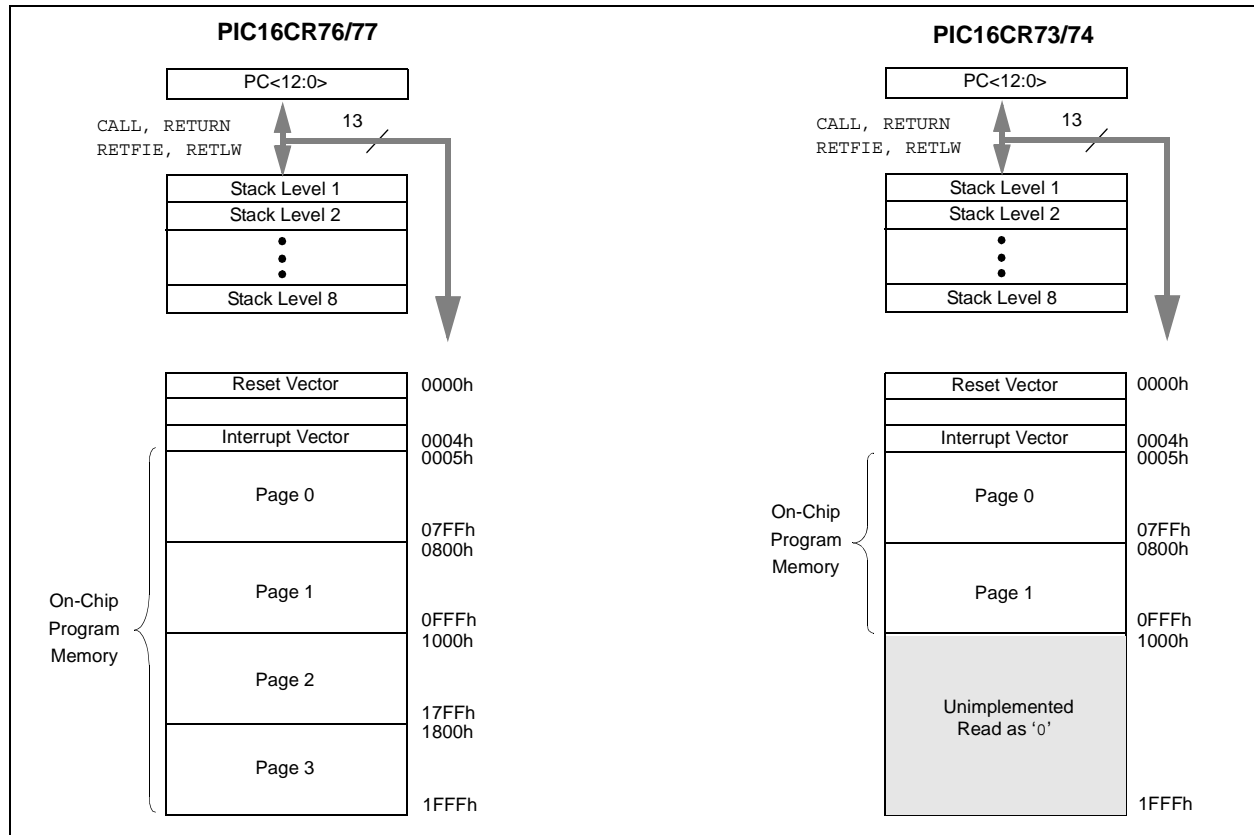 PIC16CR76/77
PC<12:0>
CALL, RETURN
RETFIE, RETLW
13
Stack Level 1
Stack Level 2
Stack Level 8
Reset Vector
0000h
Interrupt Vector
0004h
0005h
Page 0
07FFh
0800h
Page 1
0FFFh
1000h
Page 2
17FFh
1800h
Page 3
1FFFh
On-Chip
Program
Memory
PIC16CR73/74
PC<12:0>
CALL, RETURN
RETFIE, RETLW
13
Stack Level 1
Stack Level 2
Stack Level 8
Reset Vector
0000h
Interrupt Vector
0004h
0005h
Page 0
07FFh
0800h
Page 1
0FFFh
1000h
On-Chip
Program
Memory
Unimplemented
Read as ‘0’
1FFFh